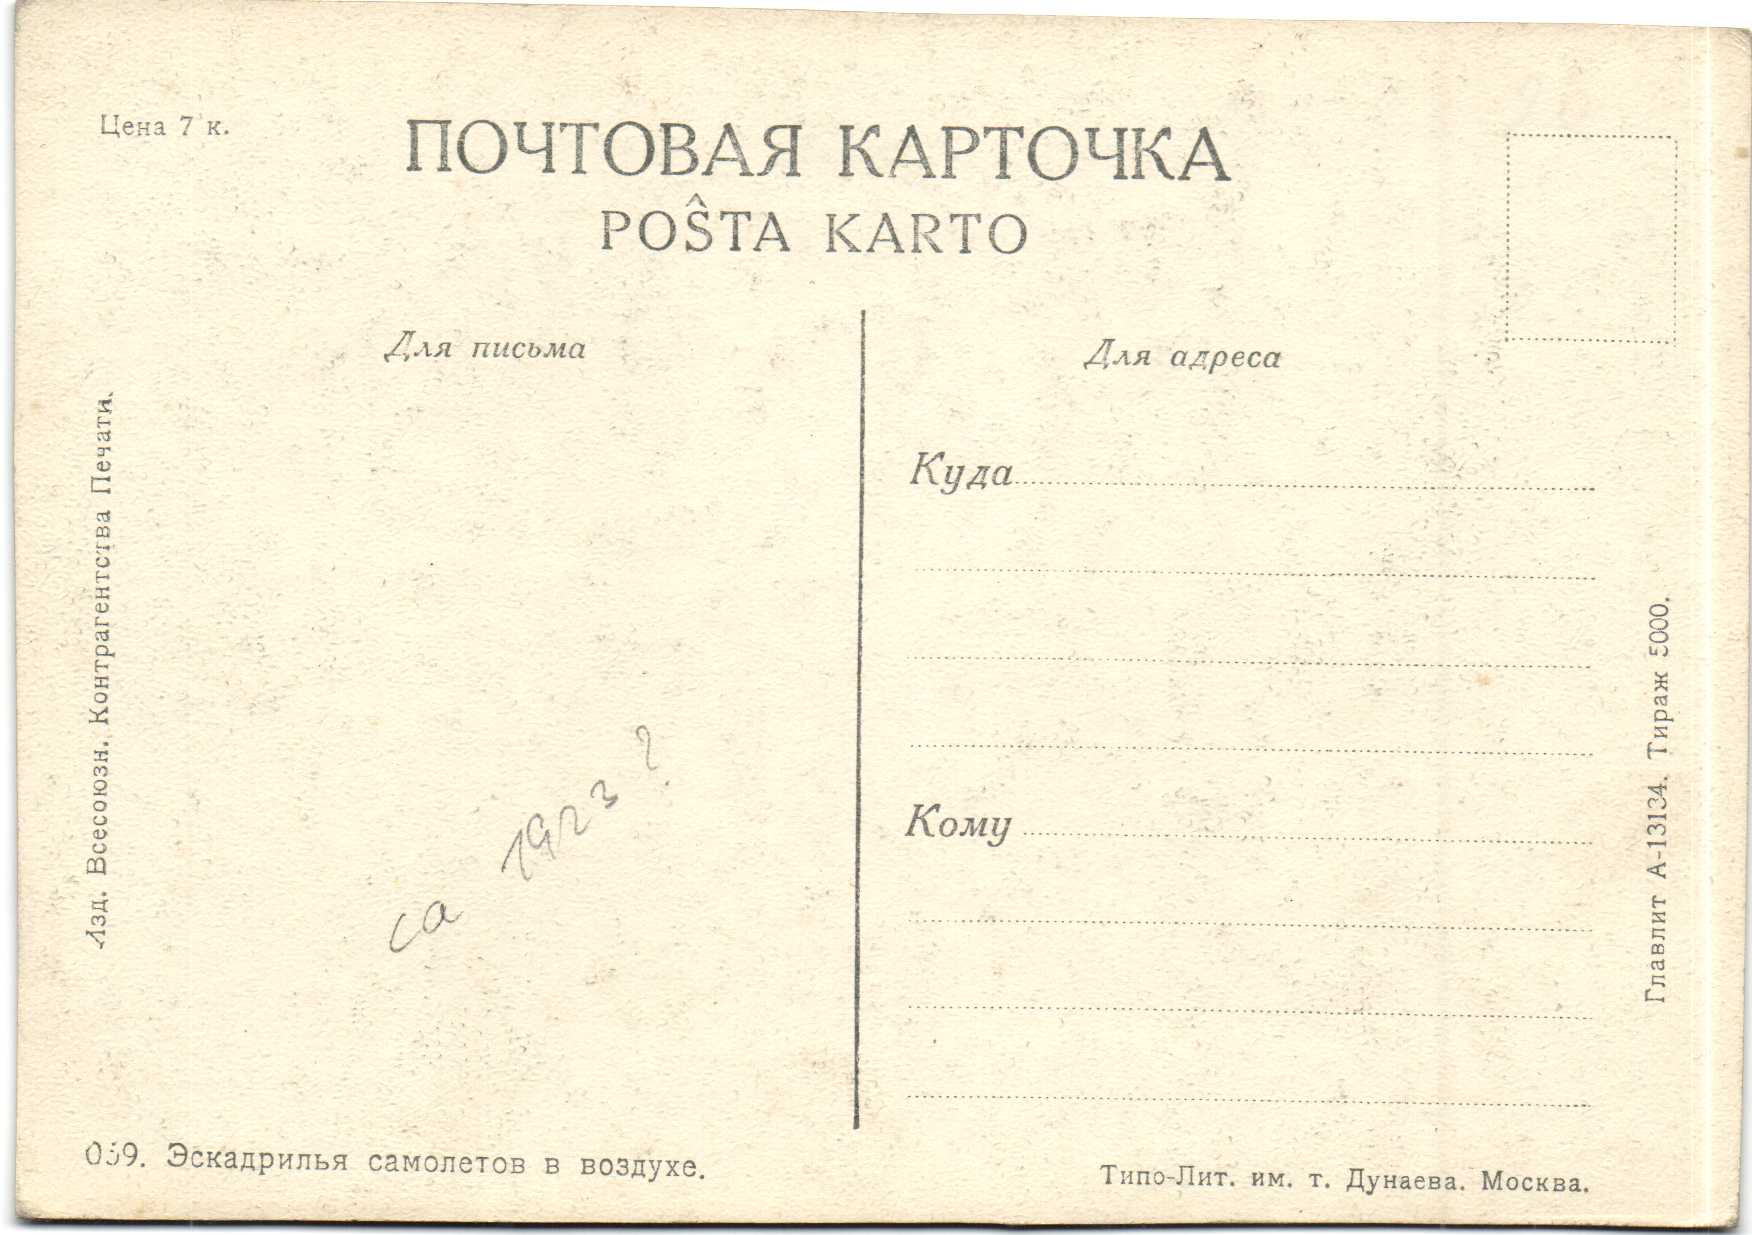 Цена 7 к.
ПОЧТОВАЯ КАРТОЧКА
POŜTA KARTO
Для письма
Для адреса
Изд. Всесоюзн. Контрагентства Печати.
Куда
Кому
Главлит А-13134. Тираж 5000.
ca 1923?
Эскадрилья самолетов в воздухе.
Типо-Лит. им. т. Дунаева. Москва.